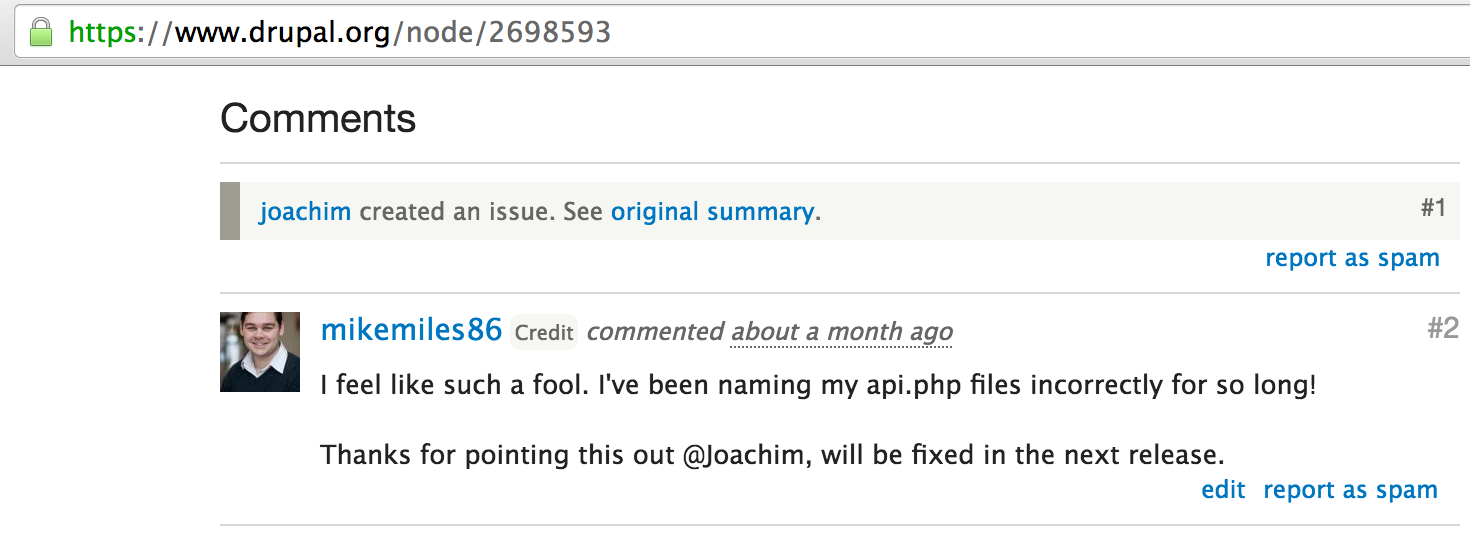 https://www.drupal.org/node/2698593
Comments
joachim created an issue. See original summary. #1
report as spam
mikemiles86 Credit commented about a month ago #2
I feel like such a fool. I've been naming my api.php files incorrectly for so long!
Thanks for pointing this out @Joachim, will be fixed in the next release.
edit report as spam